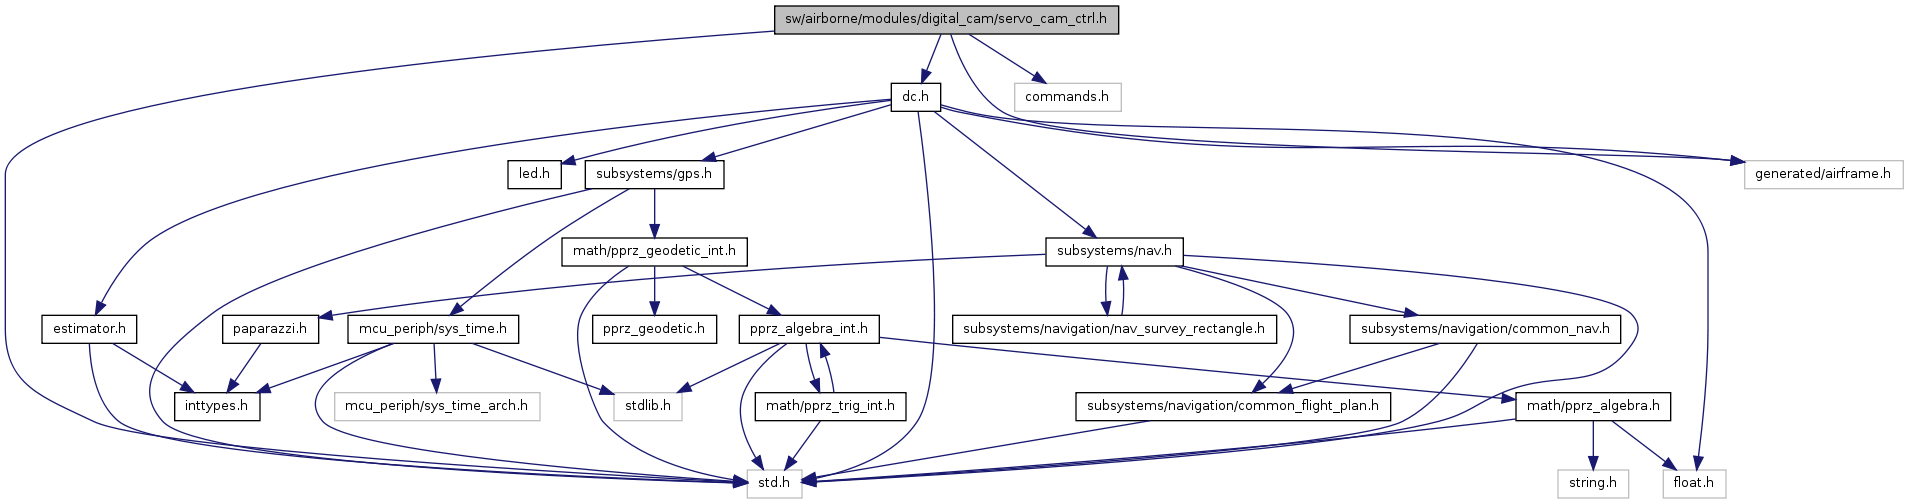 sw/airborne/modules/digital_cam/servo_cam_ctrl.h
dc.h
commands.h
led.h
subsystems/gps.h
generated/airframe.h
math/pprz_geodetic_int.h
subsystems/nav.h
estimator.h
paparazzi.h
mcu_periph/sys_time.h
pprz_geodetic.h
pprz_algebra_int.h
subsystems/navigation/nav_survey_rectangle.h
subsystems/navigation/common_nav.h
inttypes.h
mcu_periph/sys_time_arch.h
stdlib.h
math/pprz_trig_int.h
subsystems/navigation/common_flight_plan.h
math/pprz_algebra.h
std.h
string.h
float.h